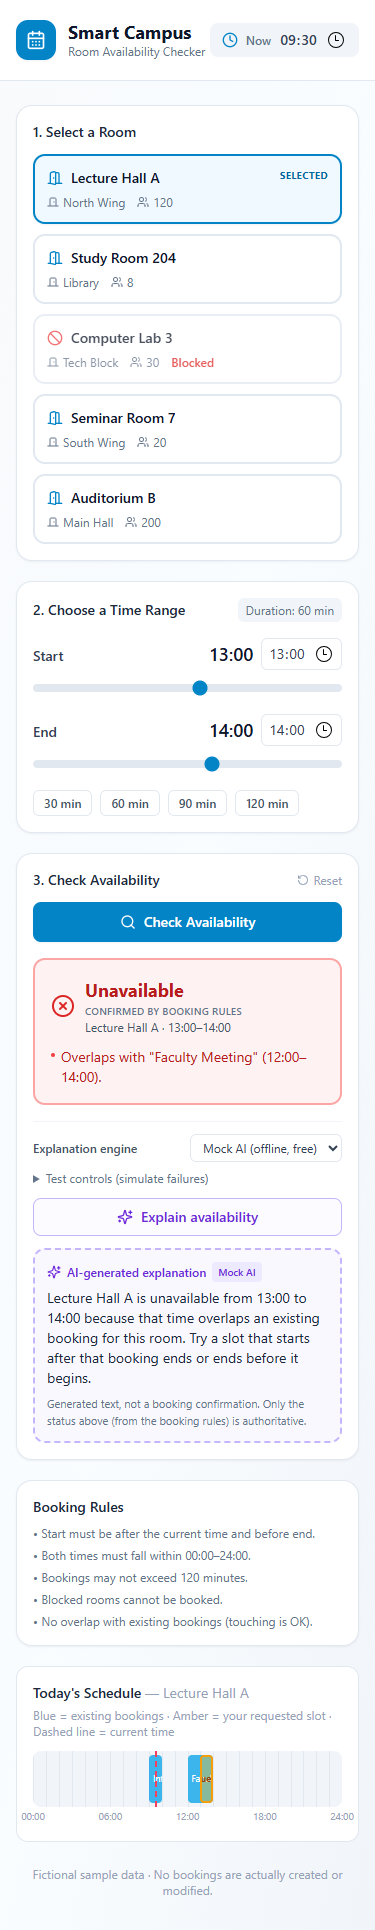 Smart Campus
Room Availability Checker
Now 09:30
1. Select a Room
Lecture Hall A
SELECTED
North Wing 120
Study Room 204
Library 8
Computer Lab 3
Tech Block 30 Blocked
Seminar Room 7
South Wing 20
Auditorium B
Main Hall 200
2. Choose a Time Range
Duration: 60 min
Start
13:00 13:00
End
14:00 14:00
30 min 60 min 90 min 120 min
3. Check Availability
Reset
Check Availability
Unavailable
CONFIRMED BY BOOKING RULES
Lecture Hall A · 13:00–14:00
• Overlaps with "Faculty Meeting" (12:00–
14:00).
Explanation engine
Mock AI (offline, free)
Test controls (simulate failures)
Explain availability
AI-generated explanation Mock AI
Lecture Hall A is unavailable from 13:00 to
14:00 because that time overlaps an existing
booking for this room. Try a slot that starts
after that booking ends or ends before it
begins.
Generated text, not a booking confirmation. Only the
status above (from the booking rules) is authoritative.
Booking Rules
• Start must be after the current time and before end.
• Both times must fall within 00:00–24:00.
• Bookings may not exceed 120 minutes.
• Blocked rooms cannot be booked.
• No overlap with existing bookings (touching is OK).
Today's Schedule — Lecture Hall A
Blue = existing bookings · Amber = your requested slot ·
Dashed line = current time
00:00 06:00 12:00 18:00 24:00
Fictional sample data · No bookings are actually created or
modified.